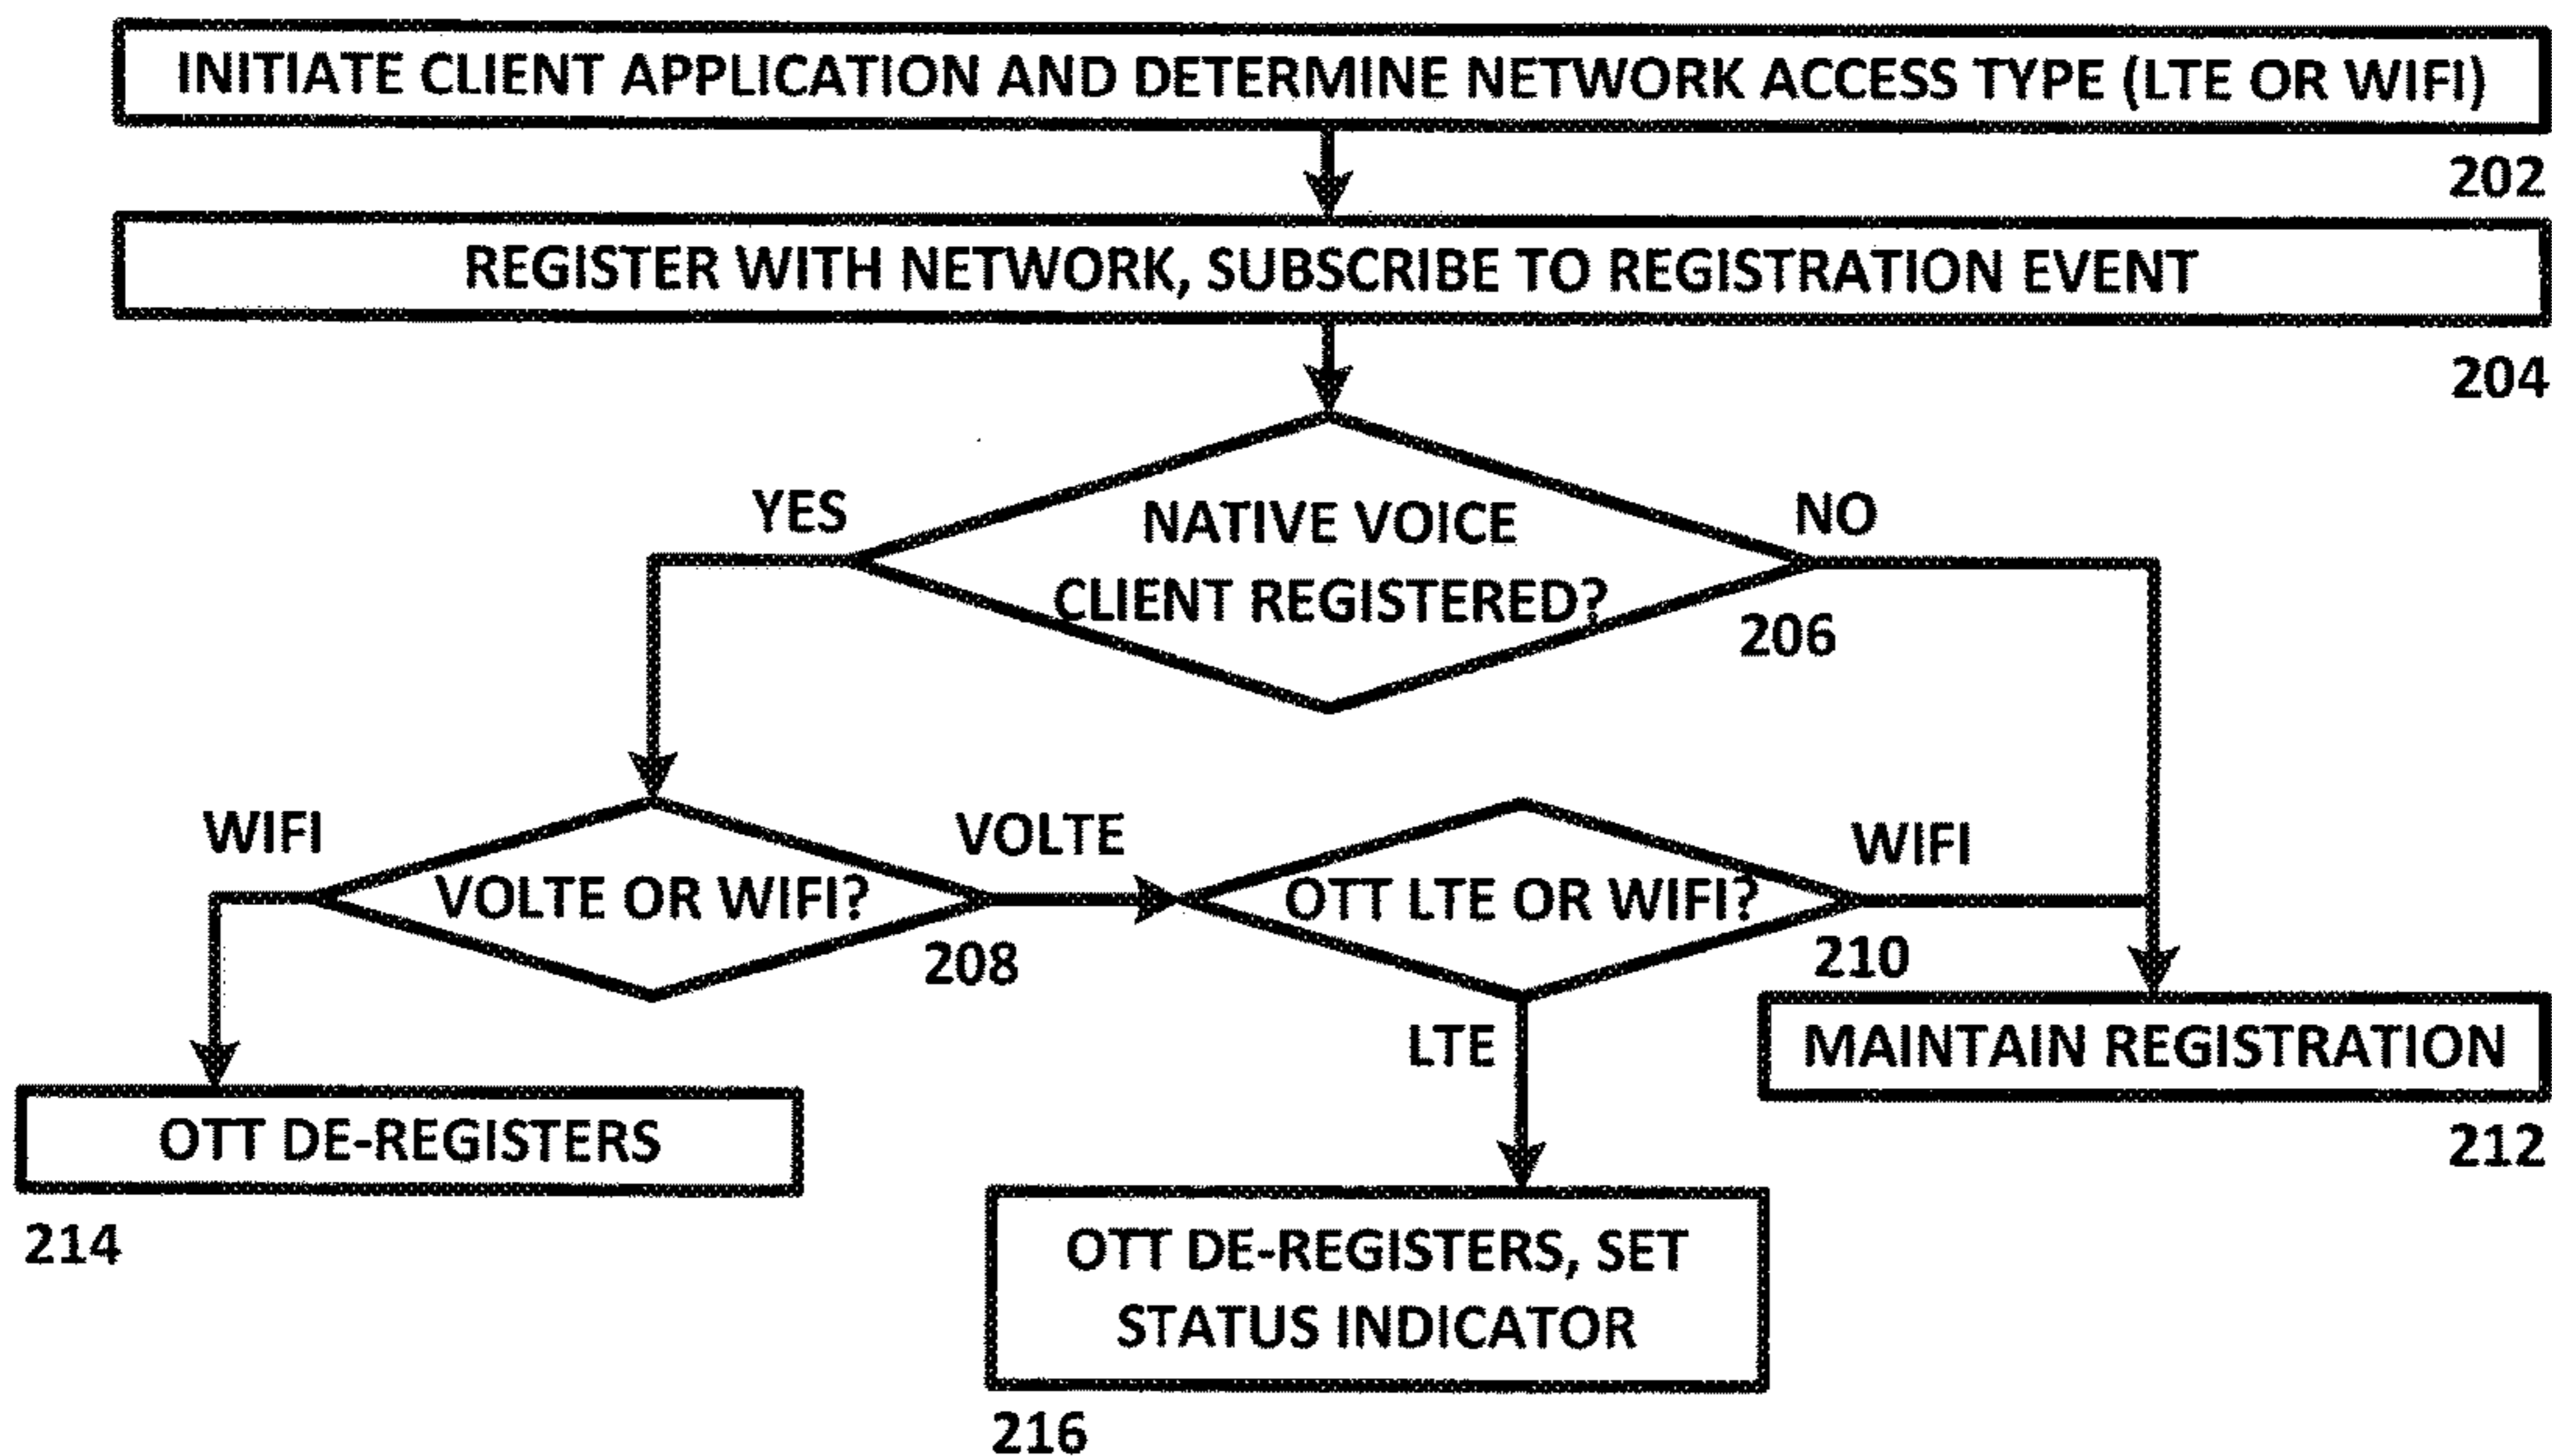 INITIATE CLIENT APPLICATION AND DETERMINE NETWORK ACCESS TYPE (LTE OR WIFI)
202
REGISTER WITH NETWORK, SUBSCRIBE TO REGISTRATION EVENT
204
YES
NATIVE VOICE
CLIENT REGISTERED?
NO
206
WIFI
VOLTE OR WIFI?
208
VOLTE
OTT LTE OR WIFI?
WIFI
210
LTE
MAINTAIN REGISTRATION
212
OTT DE-REGISTERS
214
OTT DE-REGISTERS, SET
STATUS INDICATOR
216